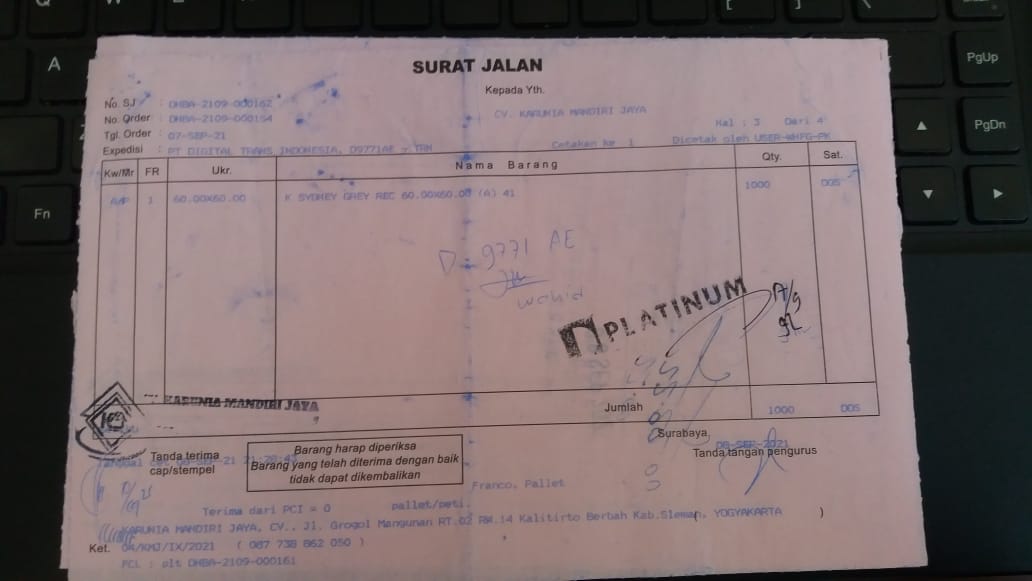 SURAT JALAN
Kepada Yth.
No. SJ : DHBA-2109-000162
CV. KARUNIA MANDIRI JAYA
No. Order : DHBA-2109-000154
Hal : 3 Dari 4
Tgl. Order : 07-SEP-21
Cetakan ke 1 Dicetak oleh USER-WHFG-PK
Expedisi : PT DIGITAL TRANS INDONESIA, D9771AE
Kw/Mr FR Ukr. Nama Barang Qty. Sat.
1 60.00X60.00 K SYDNEY GREY REC 60.00X60.00 (A) 41 1000 DOS
D 9771 AE
Wahid
PLATINUM
KARUNIA MANDIRI JAYA
Jumlah 1000 DOS
Surabaya, 08-SEP-2021
Tanda terima
cap/stempel
Barang harap diperiksa
Barang yang telah diterima dengan baik
tidak dapat dikembalikan
Tanda tangan pengurus
Franco, Pallet
Terima dari PCI = 0 pallet/peti.
KARUNIA MANDIRI JAYA, CV., Jl. Grogol Mangunan RT.02 RW.14 Kalitirto Berbah Kab.Sleman, YOGYAKARTA )
Ket. 04/KMJ/IX/2021 ( 087 738 862 050 )
PCL : plt DHBA-2109-000161